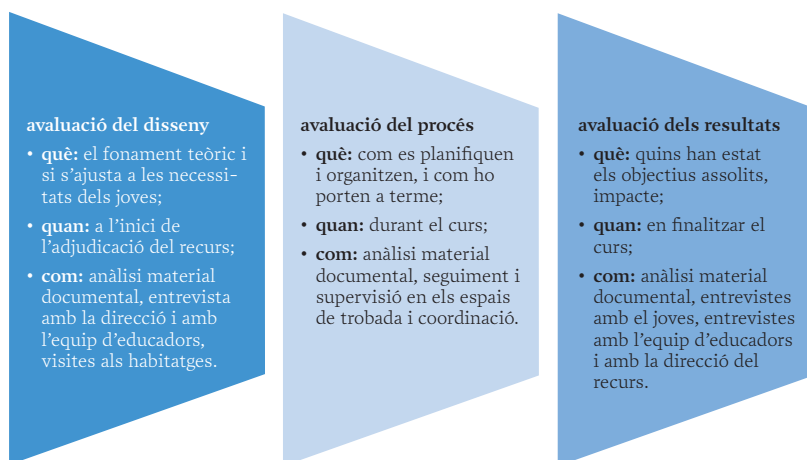 avaluació del disseny
• què: el fonament teòric i
si s’ajusta a les necessi-
tats dels joves;
• quan: a l’inici de
l’adjudicació del recurs;
• com: anàlisi material
documental, entrevista
amb la direcció i amb
l’equip d’educadors,
visites als habitatges.
avaluació del procés
• què: com es planifiquen
i organitzen, i com ho
porten a terme;
• quan: durant el curs;
• com: anàlisi material
documental, seguiment i
supervisió en els espais
de trobada i coordinació.
avaluació dels resultats
• què: quins han estat
els objectius assolits,
impacte;
• quan: en finalitzar el
curs;
• com: anàlisi material
documental, entrevistes
amb el joves, entrevistes
amb l’equip d’educadors
i amb la direcció del
recurs.